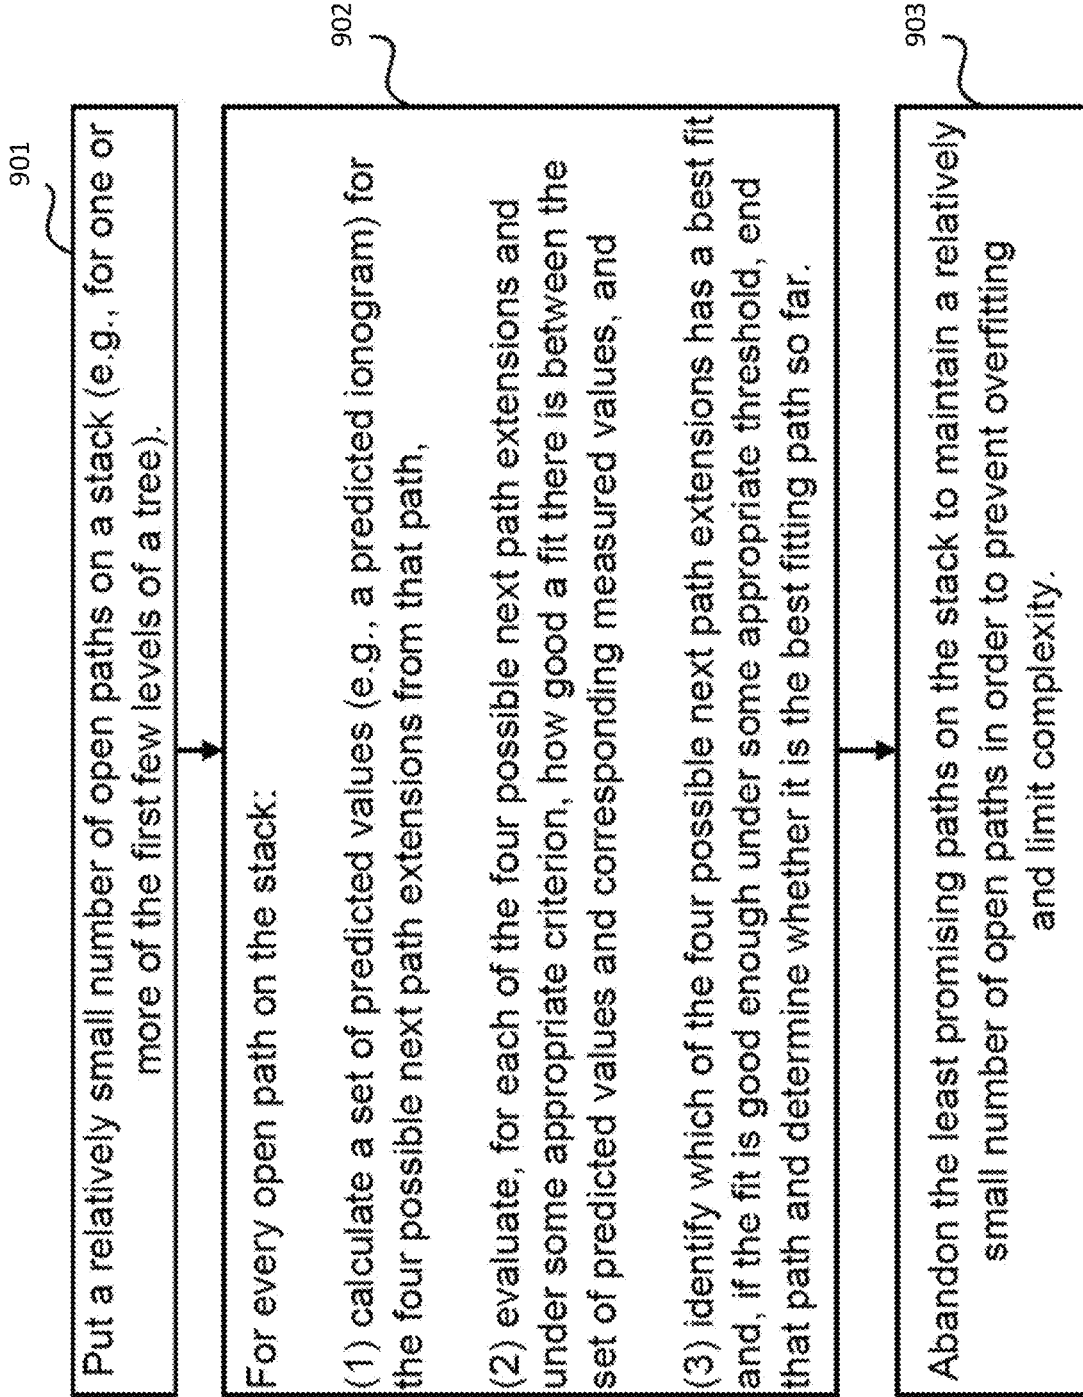 901
Put a relatively small number of open paths on a stack (e.g., for one or
more of the first few levels of a tree).
902
For every open path on the stack:
(1) calculate a set of predicted values (e.g., a predicted ionogram) for
the four possible next path extensions from that path,
(2) evaluate, for each of the four possible next path extensions and
under some appropriate criterion, how good a fit there is between the
set of predicted values and corresponding measured values, and
(3) identify which of the four possible next path extensions has a best fit
and, if the fit is good enough under some appropriate threshold, end
that path and determine whether it is the best fitting path so far.
903
Abandon the least promising paths on the stack to maintain a relatively
small number of open paths in order to prevent overfitting
and limit complexity.